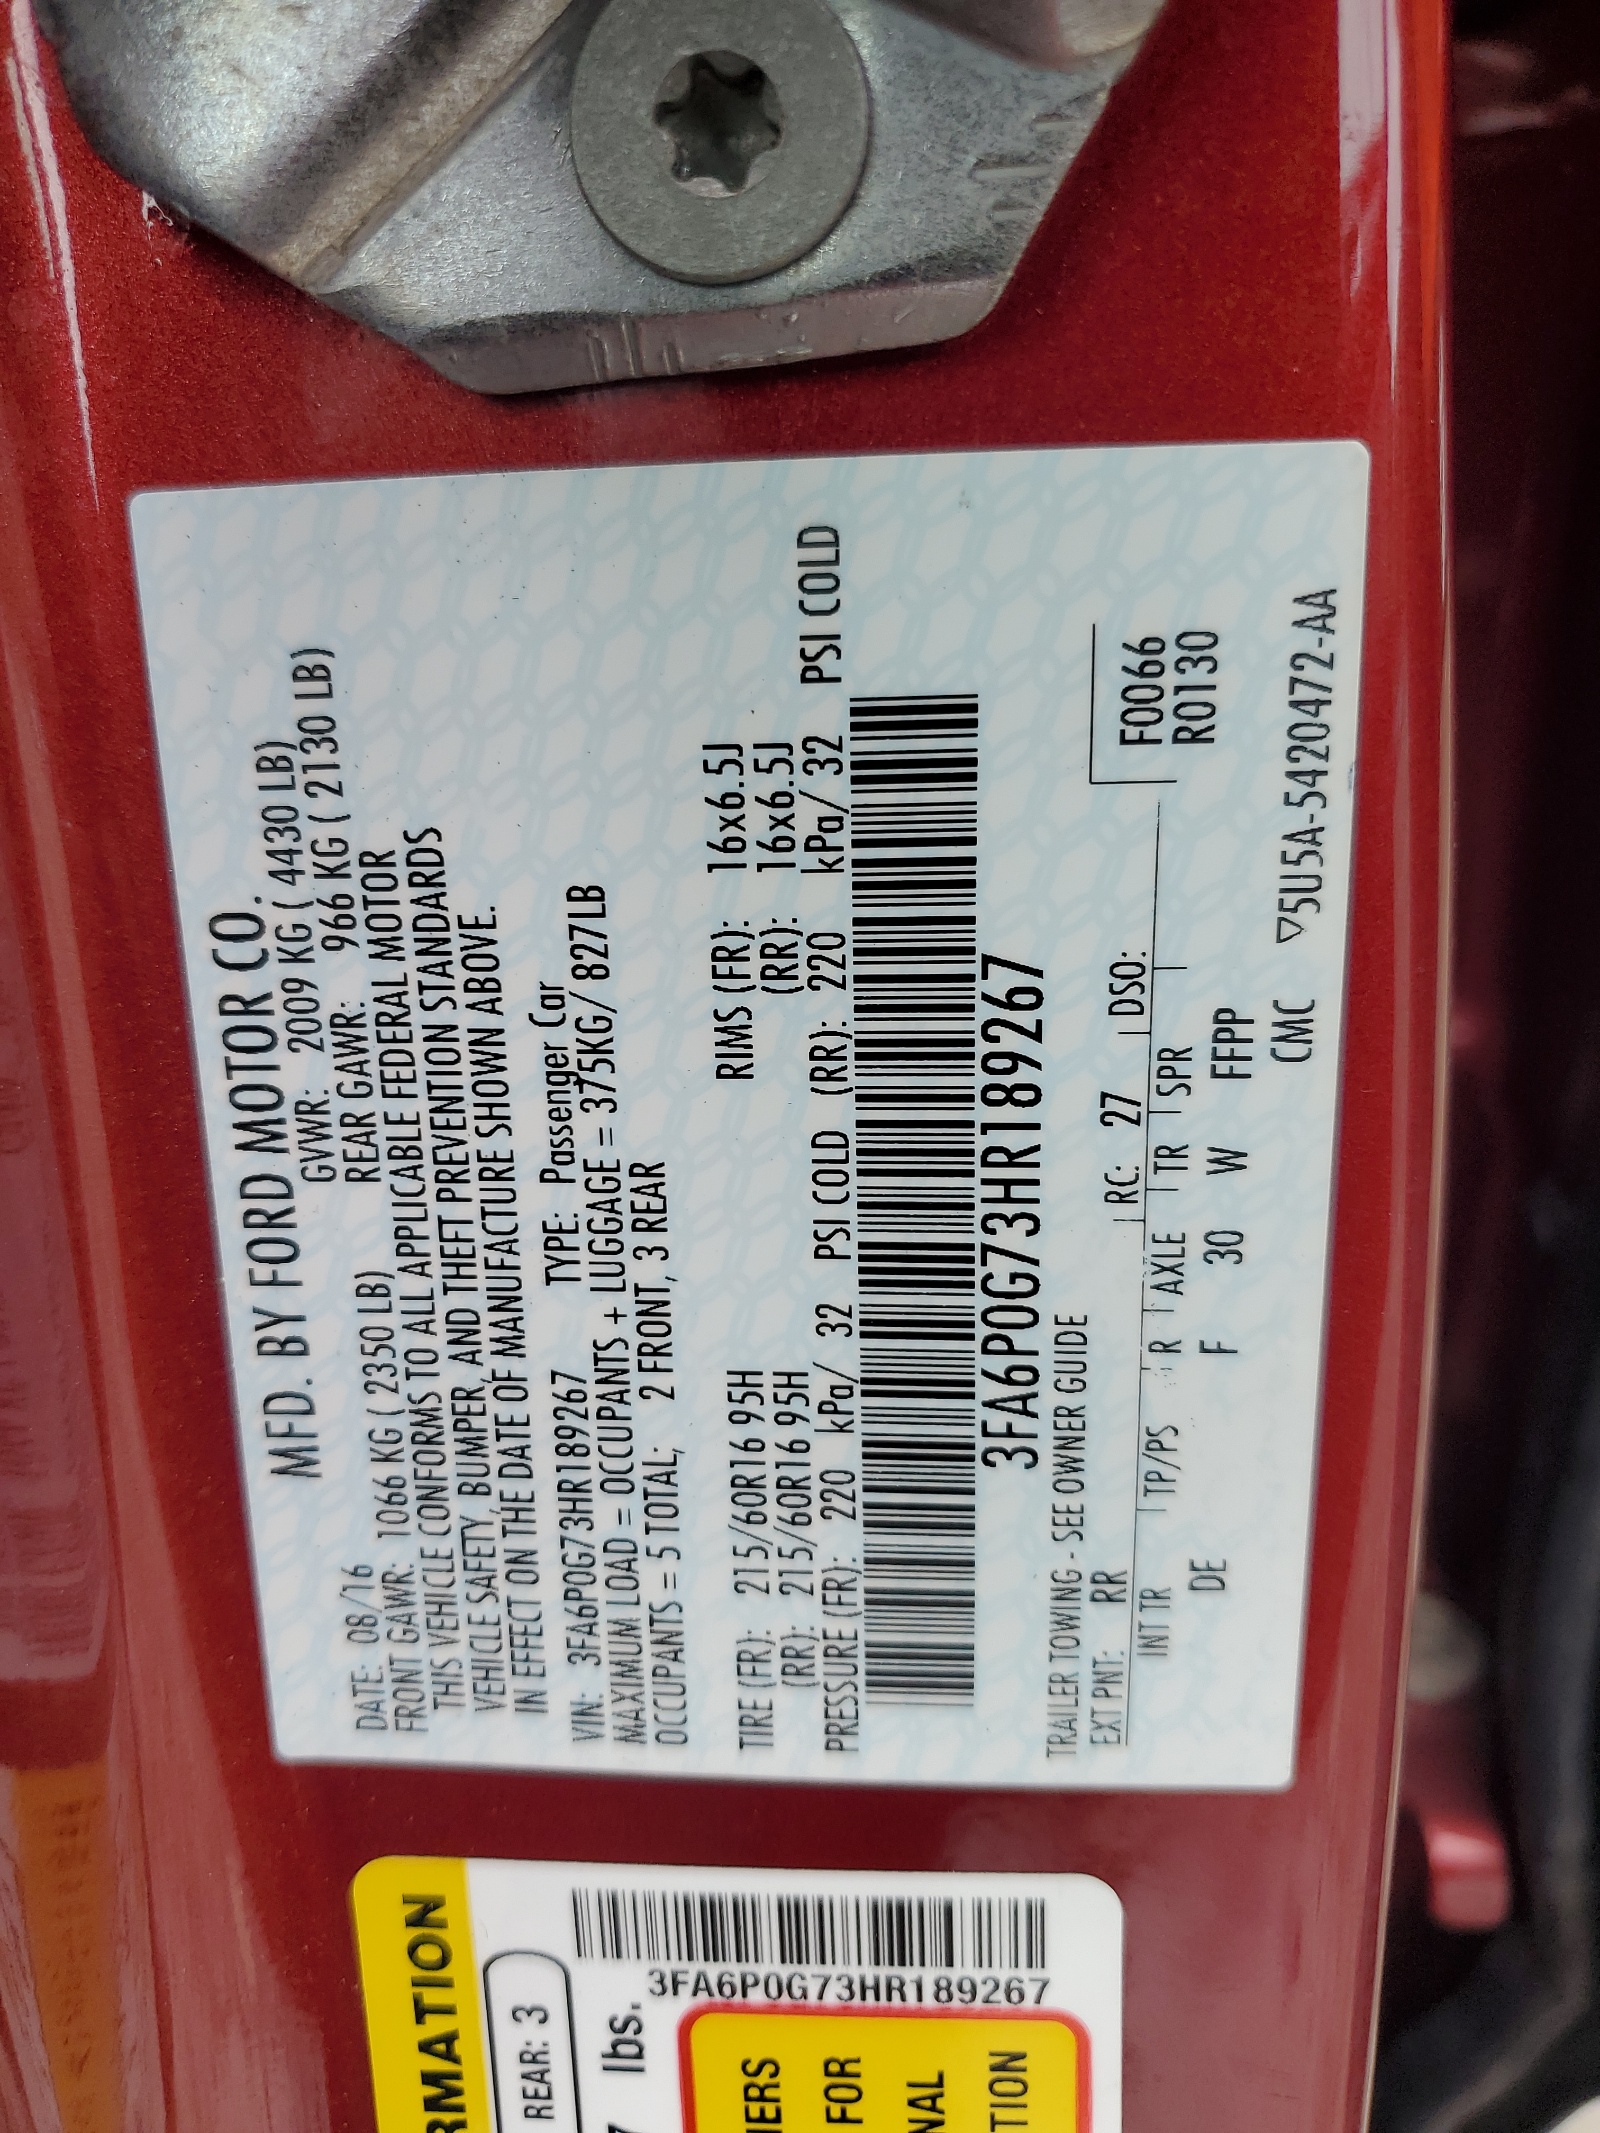 MFD. BY FORD MOTOR CO.
DATE: 08/16 GVWR: 2009 KG ( 4430 LB)
FRONT GAWR: 1066 KG ( 2350 LB) REAR GAWR: 966 KG ( 2130 LB)
THIS VEHICLE CONFORMS TO ALL APPLICABLE FEDERAL MOTOR
VEHICLE SAFETY, BUMPER, AND THEFT PREVENTION STANDARDS
IN EFFECT ON THE DATE OF MANUFACTURE SHOWN ABOVE.
VIN: 3FA6P0G73HR189267 TYPE: Passenger Car
MAXIMUM LOAD = OCCUPANTS + LUGGAGE = 375KG/ 827LB
OCCUPANTS = 5 TOTAL; 2 FRONT, 3 REAR
TIRE (FR): 215/60R16 95H RIMS (FR): 16x6.5J
(RR): 215/60R16 95H (RR): 16x6.5J
PRESSURE (FR): 220 kPa/ 32 PSI COLD (RR): 220 kPa/ 32 PSI COLD
3FA6P0G73HR189267
TRAILER TOWING - SEE OWNER GUIDE
EXT PNT: RR RC: 27 DSO: F0066
R0130
INT TR TP/PS R AXLE TR SPR
DE F 30 W FFPP
CMC ▽5U5A-5420472-AA
RMATION
REAR: 3
lbs.
3FA6P0G73HR189267
IERS
FOR
NAL
TION